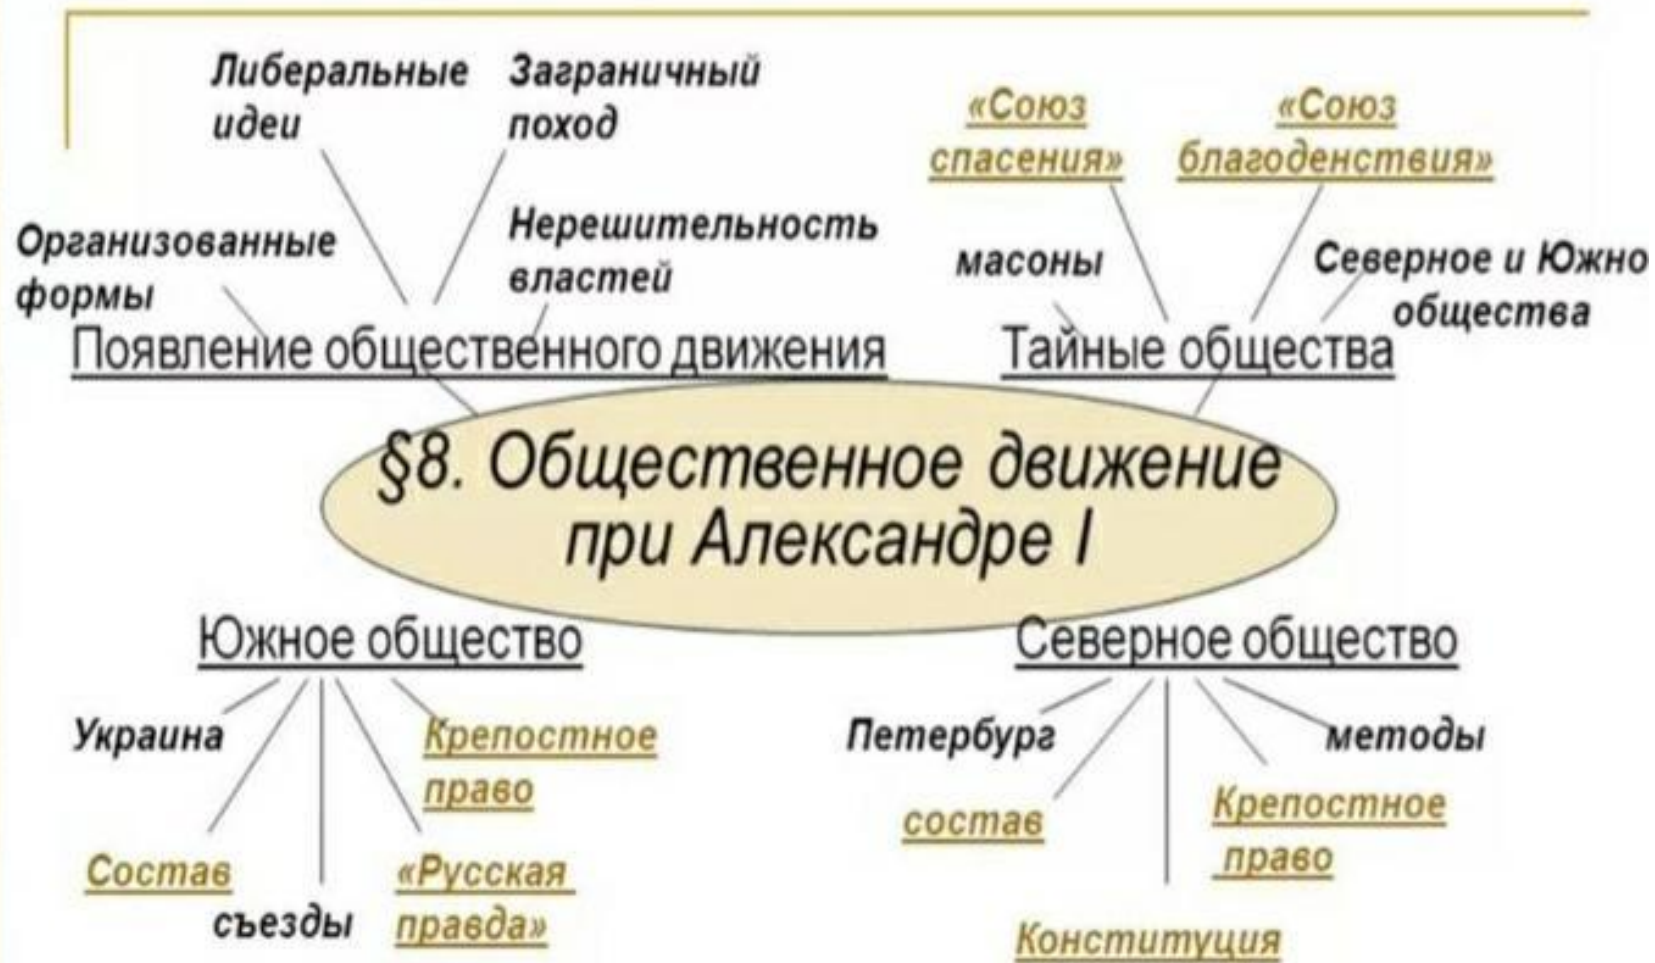 Либеральные
идеи
Заграничный
поход
Организованные
формы
Нерешительность
властей
Появление общественного движения
«Союз
спасения»
«Союз
благоденствия»
масоны
Северное и Южно
общества
Тайные общества
§8. Общественное движение
при Александре I
Южное общество
Украина
Крепостное
право
Состав
съезды
«Русская
правда»
Северное общество
Петербург
методы
состав
Крепостное
право
Конституция